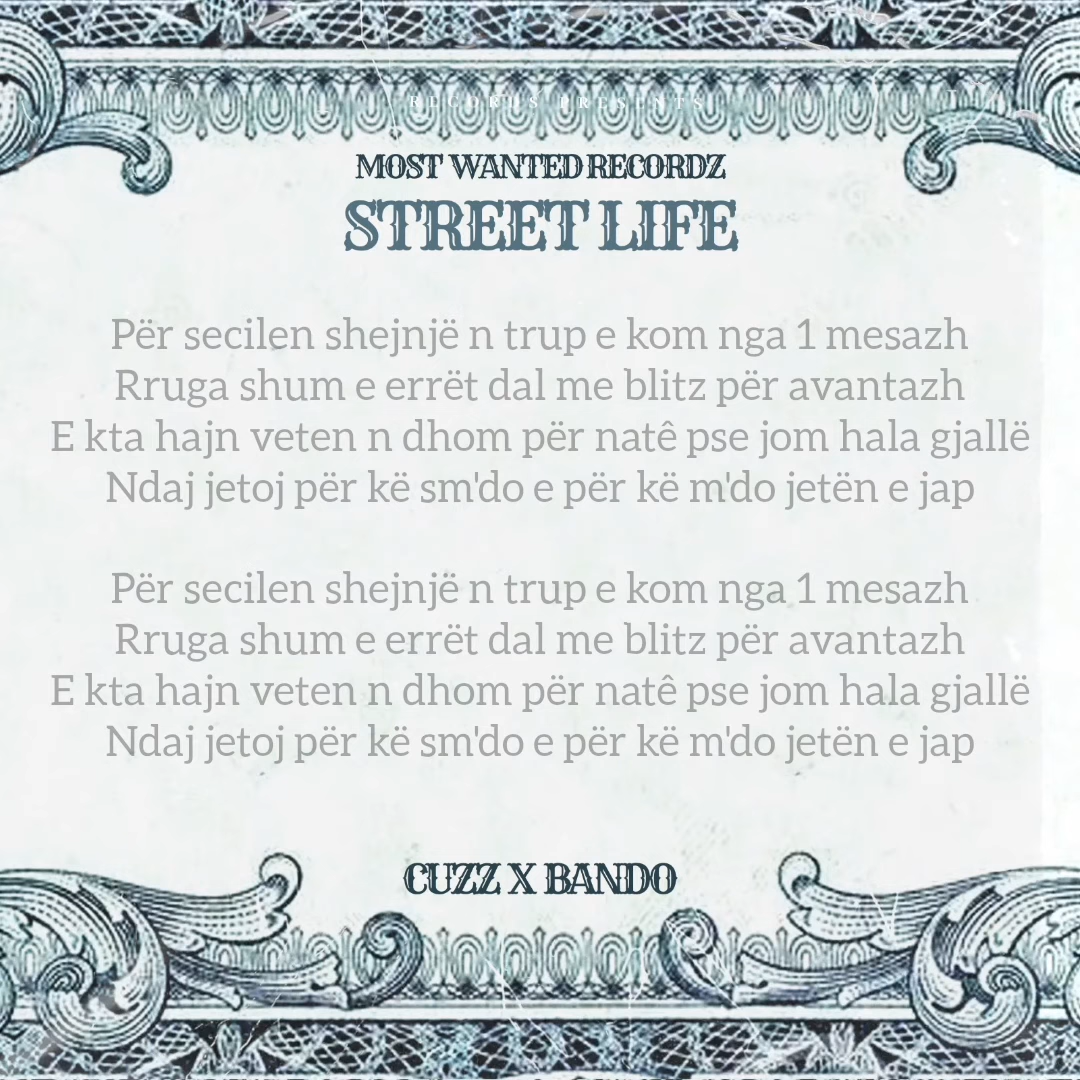 RECORDS PRESENTS
MOST WANTED RECORDZ
STREET LIFE
Për secilen shejnjë n trup e kom nga 1 mesazh
Rruga shum e errët dal me blitz për avantazh
E kta hajn veten n dhom për natê pse jom hala gjallë
Ndaj jetoj për kë sm'do e për kë m'do jetën e jap
Për secilen shejnjë n trup e kom nga 1 mesazh
Rruga shum e errët dal me blitz për avantazh
E kta hajn veten n dhom për natê pse jom hala gjallë
Ndaj jetoj për kë sm'do e për kë m'do jetën e jap
CUZZ X BANDO